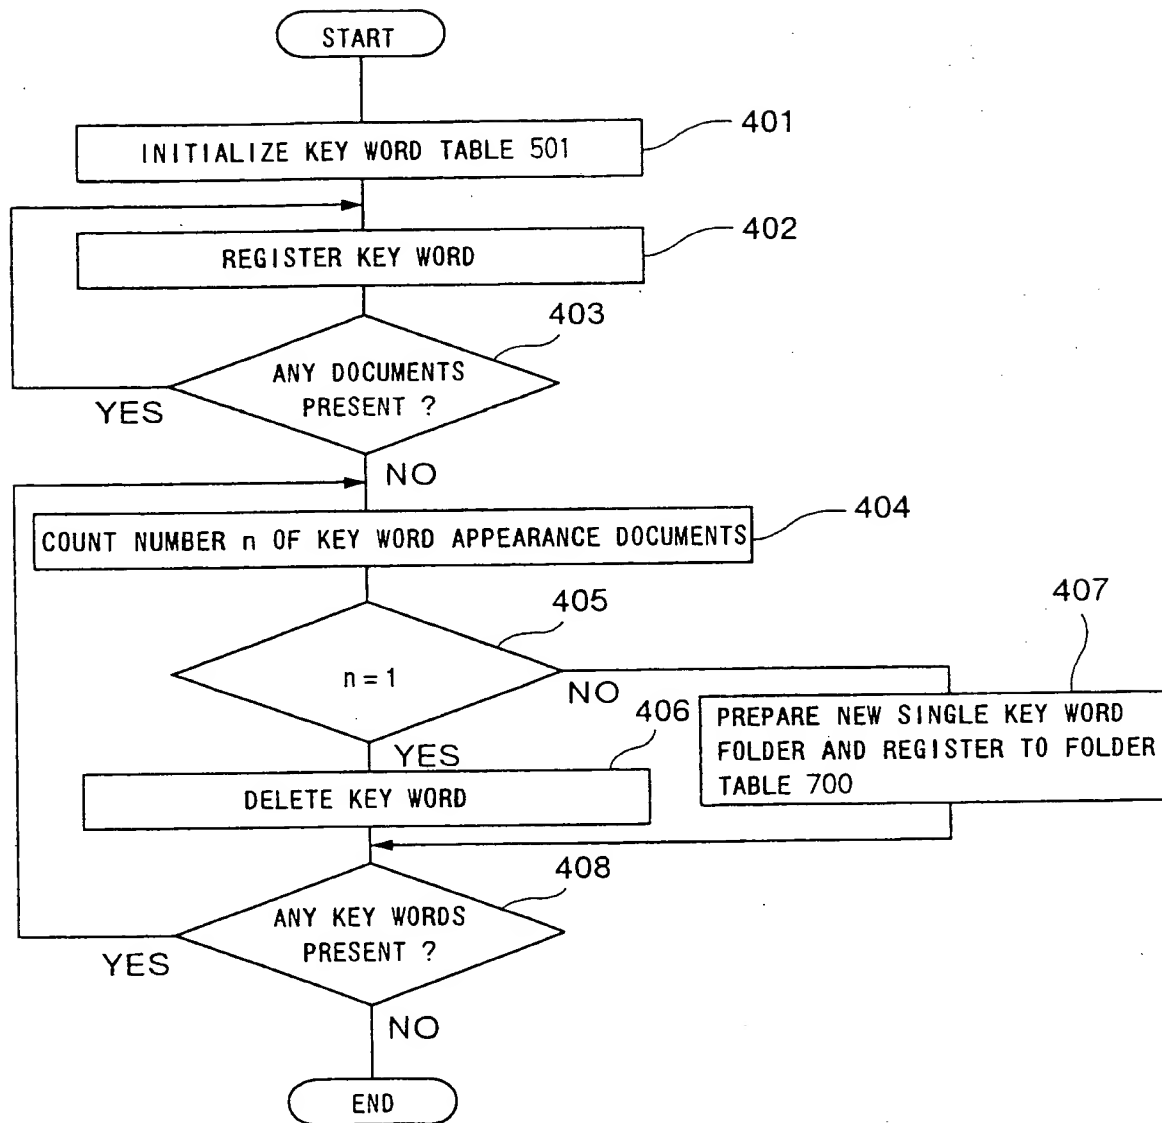 START
401
INITIALIZE KEY WORD TABLE 501
402
REGISTER KEY WORD
403
ANY DOCUMENTS
PRESENT ?
YES
NO
404
COUNT NUMBER n OF KEY WORD APPEARANCE DOCUMENTS
405
407
n = 1
NO
406
PREPARE NEW SINGLE KEY WORD
FOLDER AND REGISTER TO FOLDER
TABLE 700
YES
DELETE KEY WORD
408
ANY KEY WORDS
PRESENT ?
YES
NO
END